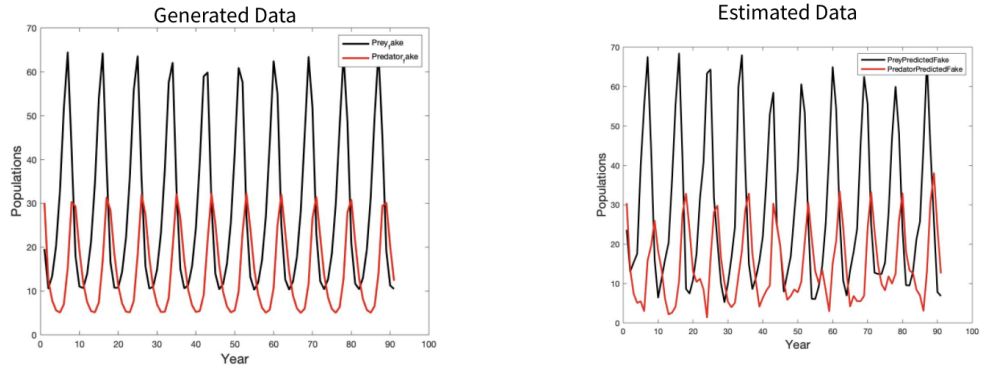 Generated Data
70
60
50
40
30
20
10
0
Populations
0 10 20 30 40 50 60 70 80 90 100
Year
Prey_fake
Predator_fake
Estimated Data
70
60
50
40
30
20
10
0
Populations
0 10 20 30 40 50 60 70 80 90 100
Year
PreyPredictedFake
PredatorPredictedFake